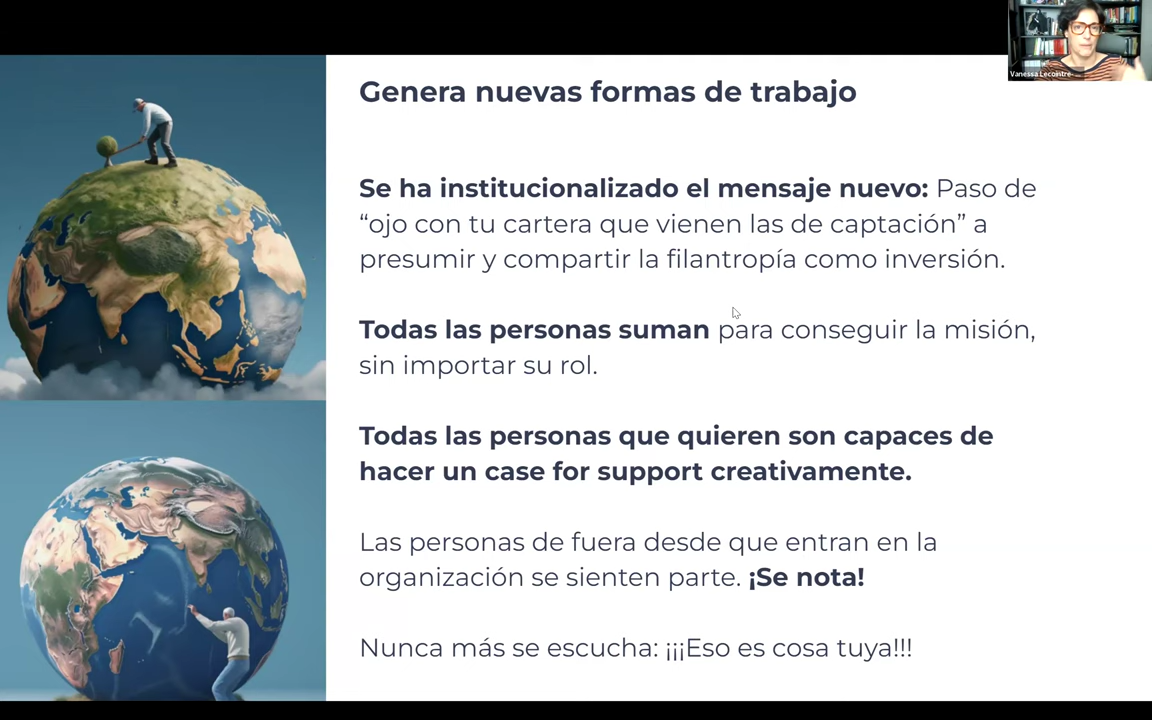 Vanessa Lecointre
Genera nuevas formas de trabajo
Se ha institucionalizado el mensaje nuevo: Paso de
“ojo con tu cartera que vienen las de captación” a
presumir y compartir la filantropía como inversión.
Todas las personas suman para conseguir la misión,
sin importar su rol.
Todas las personas que quieren son capaces de
hacer un case for support creativamente.
Las personas de fuera desde que entran en la
organización se sienten parte. ¡Se nota!
Nunca más se escucha: ¡¡¡Eso es cosa tuya!!!